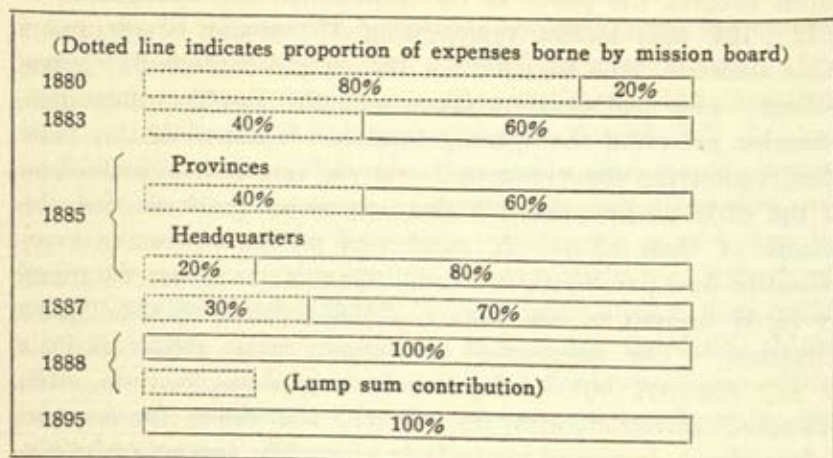 (Dotted line indicates proportion of expenses borne by mission board)
1880 80% 20%
1883 40% 60%
Provinces
1885 40% 60%
Headquarters
20% 80%
1887 30% 70%
1888 100%
(Lump sum contribution)
1895 100%